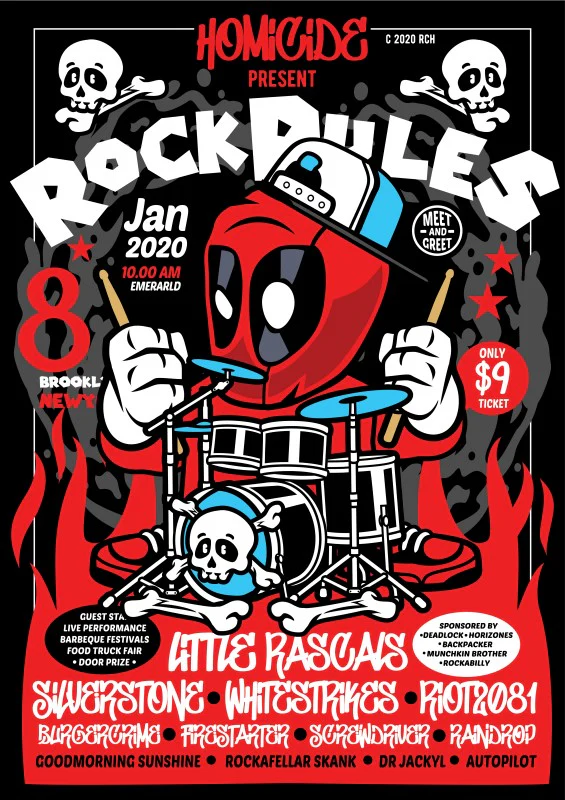 HOMiCiDE
C 2020 RCH
PRESENT
ROCK RULES
Jan
2020
10.00 AM
EMERARLD
MEET
-AND-
GREET
8
ONLY
$9
TICKET
GUEST
LIVE PERFORMANCE
BARBEQUE FESTIVALS
FOOD TRUCK FAIR
• DOOR PRIZE •
SPONSORED BY
•DEADLOCK•HORIZONES
•BACKPACKER
•MUNCHKIN BROTHER
•ROCKABILLY
LiTTLE RASCALS
SiLVERSTONE • WHiTESTRiKES • RiOT2081
BURGERCRiME • FiRESTARTER • SCREWDRiVER • RAiNDROP
GOODMORNING SUNSHINE • ROCKAFELLAR SKANK • DR JACKYL • AUTOPILOT